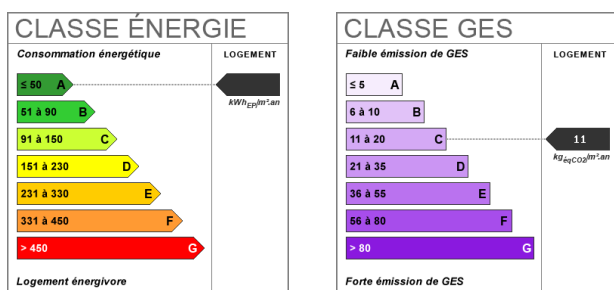 CLASSE ÉNERGIE
Consommation énergétique
LOGEMENT
≤ 50 A
51 à 90 B
91 à 150 C
151 à 230 D
231 à 330 E
331 à 450 F
> 450 G
kWhEP/m².an
Logement énergivore
CLASSE GES
Faible émission de GES
LOGEMENT
≤ 5 A
6 à 10 B
11 à 20 C
21 à 35 D
36 à 55 E
56 à 80 F
> 80 G
11
kgéqCO2/m².an
Forte émission de GES